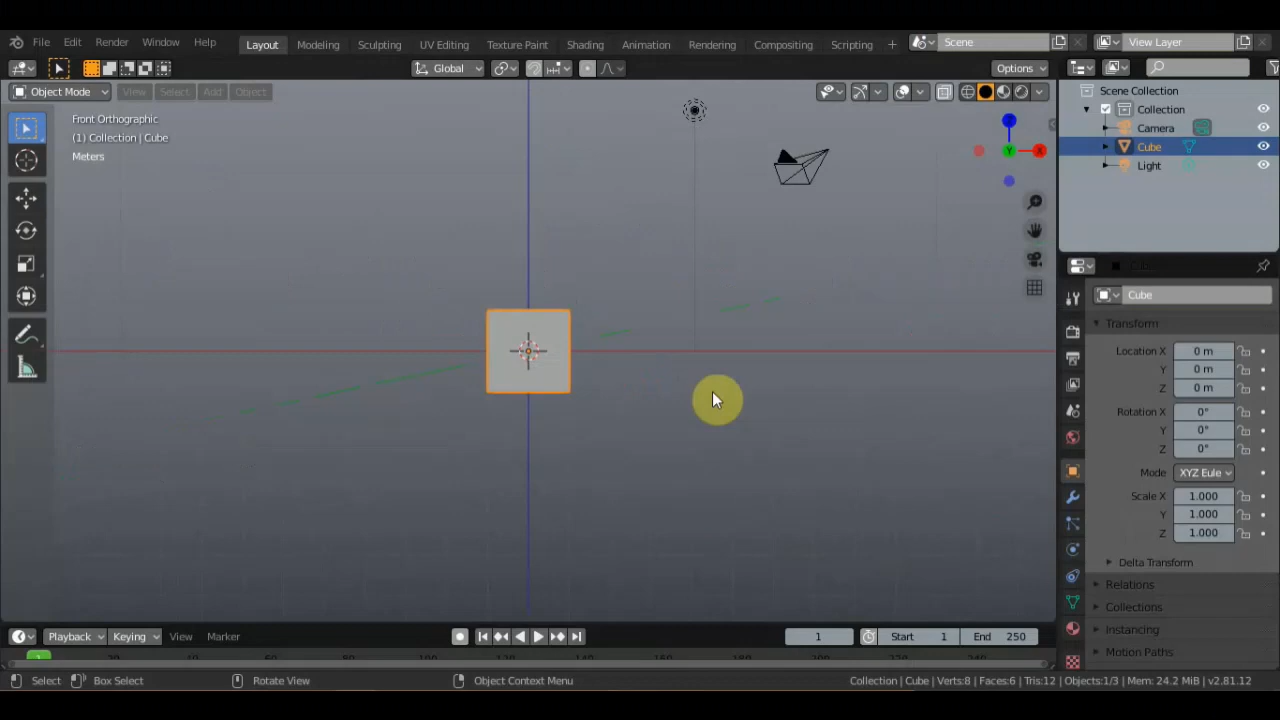 File Edit Render Window Help Layout Modeling Sculpting UV Editing Texture Paint Shading Animation Rendering Compositing Scripting + Scene View Layer
Global Options
Object Mode View Select Add Object
Scene Collection
Collection
Camera
Cube
Light
Front Orthographic
(1) Collection | Cube
Meters
Z
Y
X
Cube
Transform
Location X 0 m
Y 0 m
Z 0 m
Rotation X 0°
Y 0°
Z 0°
Mode XYZ Eule
Scale X 1.000
Y 1.000
Z 1.000
Delta Transform
Relations
Collections
Instancing
Motion Paths
Playback Keying View Marker 1 Start 1 End 250
Select Box Select Rotate View Object Context Menu Collection | Cube | Verts:8 | Faces:6 | Tris:12 | Objects:1/3 | Mem: 24.2 MiB | v2.81.12